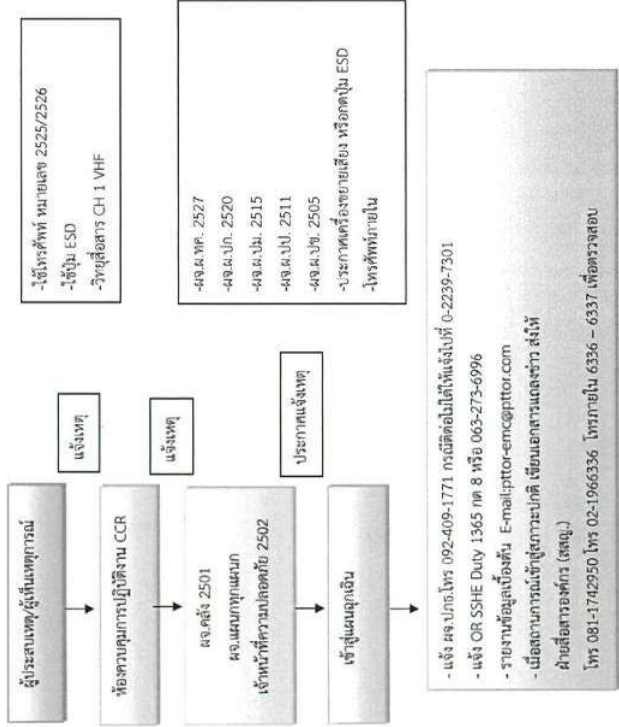 ผู้ประสบเหตุ/ผู้เห็นเหตุการณ์
แจ้งเหตุ
-ใช้โทรศัพท์ หมายเลข 2525/2526
-ใช้ปุ่ม ESD
-วิทยุสื่อสาร CH 1 VHF
ห้องควบคุมการปฏิบัติงาน CCR
แจ้งเหตุ
ผจ.คลัง 2501
ผจ.แผนกทุกแผนก
เจ้าหน้าที่ความปลอดภัย 2502
-ผจ.ผ.ทค. 2527
-ผจ.ผ.ปก. 2520
-ผจ.ผ.ปม. 2515
-ผจ.ผ.ปป. 2511
-ผจ.ผ.ปช. 2505
-ประกาศเครื่องขยายเสียง หรือกดปุ่ม ESD
-โทรศัพท์ภายใน
ประกาศแจ้งเหตุ
เข้าสู่แผนฉุกเฉิน
- แจ้ง ผจ.ปภธ.โทร 092-409-1771 กรณีติดต่อไม่ได้ให้แจ้งไปที่ 0-2239-7301
- แจ้ง OR SSHE Duty 1365 กด 8 หรือ 063-273-6996
- รายงานข้อมูลเบื้องต้น E-mail:pttor-emc@pttor.com
- เมื่อสถานการณ์เข้าสู่สภาวะปกติ เขียนเอกสารแถลงข่าว ส่งให้
ฝ่ายสื่อสารองค์กร (สสญ.)
โทร 081-1742950 โทร 02-1966336 โทรภายใน 6336 – 6337 เพื่อตรวจสอบ